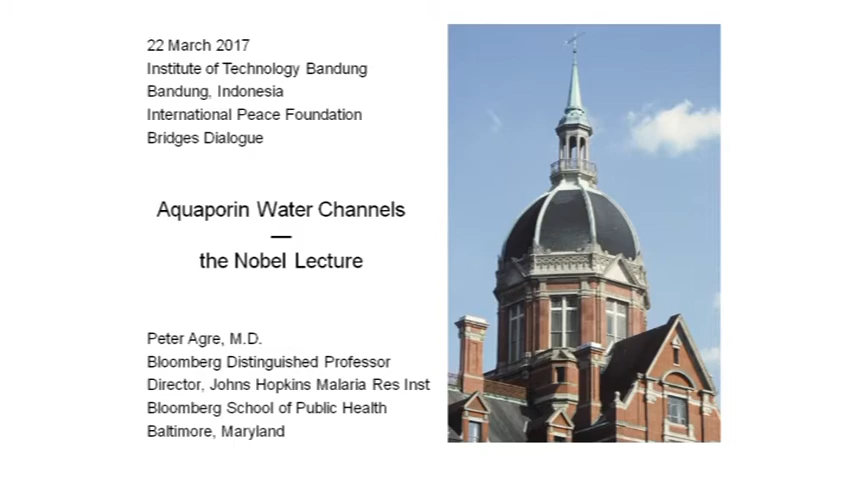 22 March 2017
Institute of Technology Bandung
Bandung, Indonesia
International Peace Foundation
Bridges Dialogue
Aquaporin Water Channels
—
the Nobel Lecture
Peter Agre, M.D.
Bloomberg Distinguished Professor
Director, Johns Hopkins Malaria Res Inst
Bloomberg School of Public Health
Baltimore, Maryland